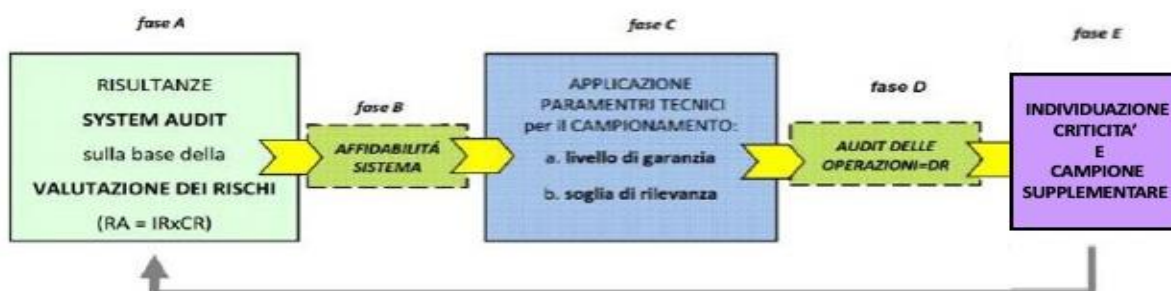 fase A
RISULTANZE
SYSTEM AUDIT
sulla base della
VALUTAZIONE DEI RISCHI
(RA = IRxCR)
fase B
AFFIDABILITÁ
SISTEMA
fase C
APPLICAZIONE
PARAMENTRI TECNICI
per il CAMPIONAMENTO:
a. livello di garanzia
b. soglia di rilevanza
fase D
AUDIT DELLE
OPERAZIONI=DR
fase E
INDIVIDUAZIONE
CRITICITA'
E
CAMPIONE
SUPPLEMENTARE